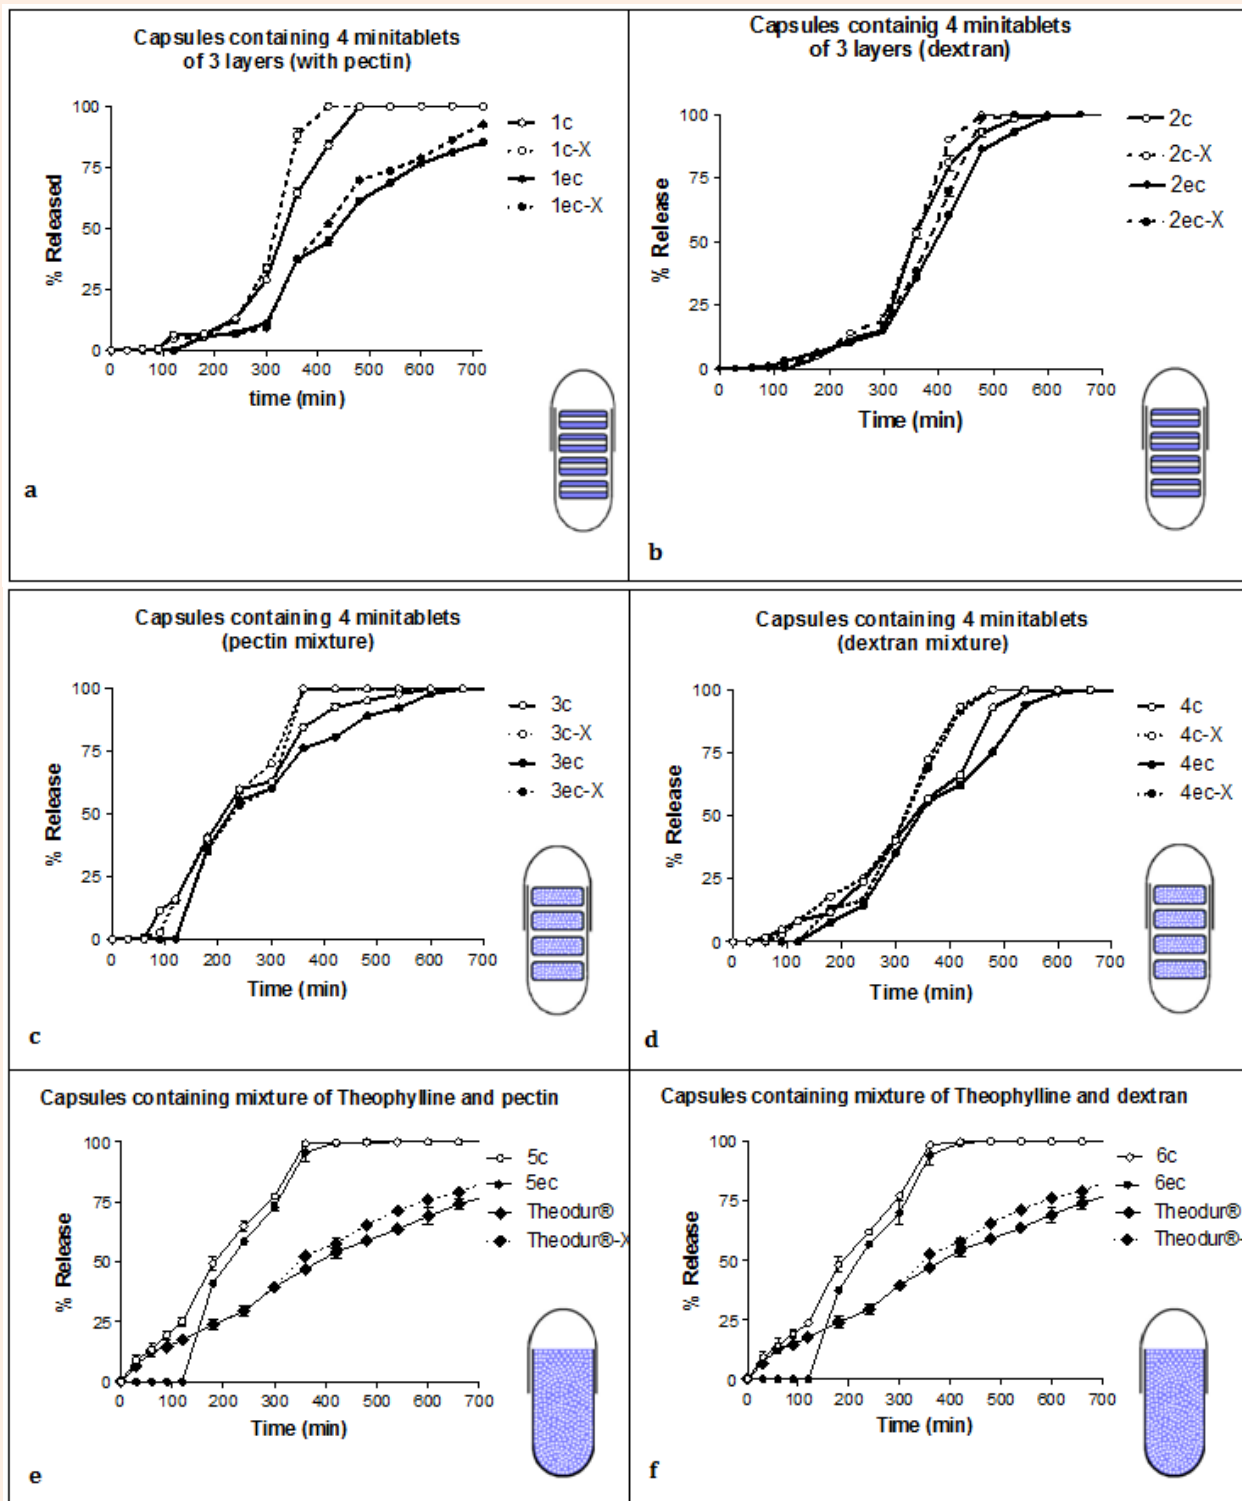 Capsules containing 4 minitablets
of 3 layers (with pectin)
% Released
100
75
50
25
0
0 100 200 300 400 500 600 700
time (min)
1c
1c-X
1ec
1ec-X
a
Capsules containig 4 minitablets
of 3 layers (dextran)
% Release
100
75
50
25
0
0 100 200 300 400 500 600 700
Time (min)
2c
2c-X
2ec
2ec-X
b
Capsules containing 4 minitablets
(pectin mixture)
% Release
100
75
50
25
0
0 100 200 300 400 500 600 700
Time (min)
3c
3c-X
3ec
3ec-X
c
Capsules containing 4 minitablets
(dextran mixture)
% Release
100
75
50
25
0
0 100 200 300 400 500 600 700
Time (min)
4c
4c-X
4ec
4ec-X
d
Capsules containing mixture of Theophylline and pectin
% Release
100
75
50
25
0
0 100 200 300 400 500 600 700
Time (min)
5c
5ec
Theodur®
Theodur®-X
e
Capsules containing mixture of Theophylline and dextran
% Release
100
75
50
25
0
0 100 200 300 400 500 600 700
Time (min)
6c
6ec
Theodur®
Theodur®-
f